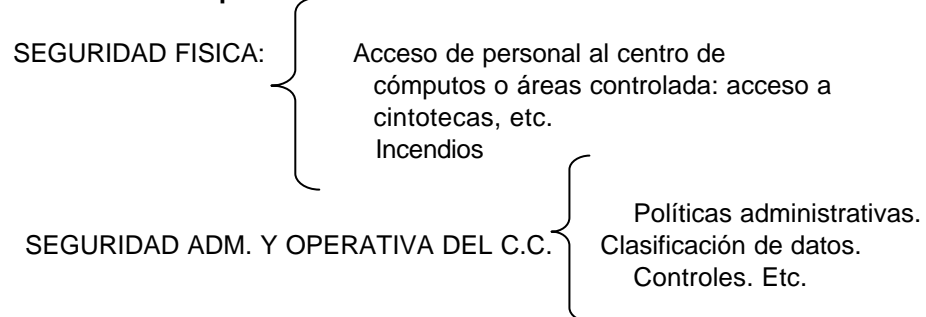 SEGURIDAD FISICA: Acceso de personal al centro de
cómputos o áreas controlada: acceso a
cintotecas, etc.
Incendios
Políticas administrativas.
SEGURIDAD ADM. Y OPERATIVA DEL C.C. Clasificación de datos.
Controles. Etc.